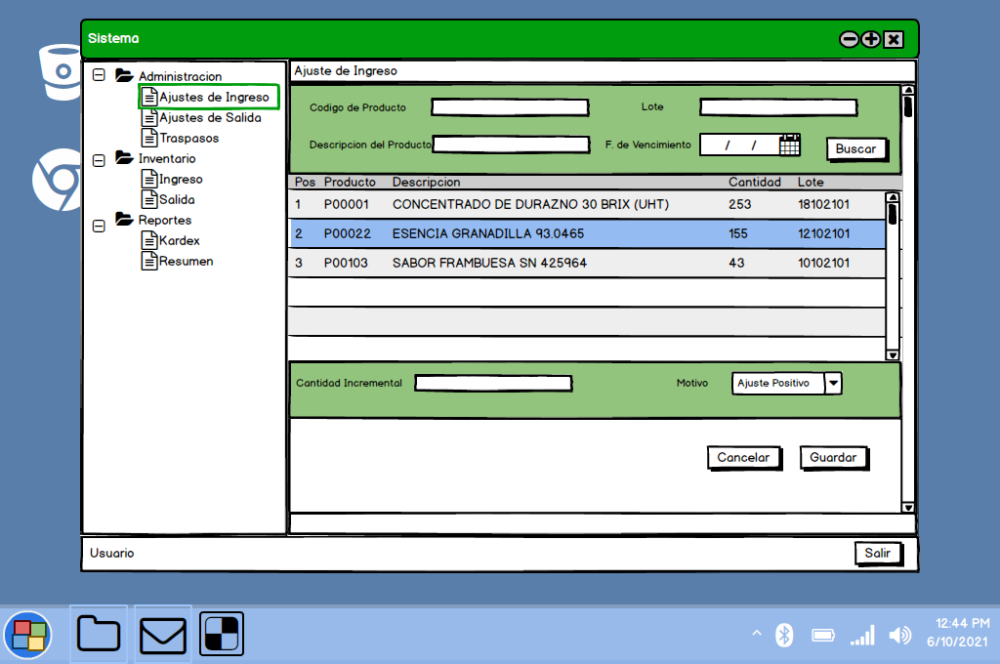 Sistema
Administracion
Ajustes de Ingreso
Ajustes de Salida
Traspasos
Inventario
Ingreso
Salida
Reportes
Kardex
Resumen
Ajuste de Ingreso
Codigo de Producto
Lote
Descripcion del Producto
F. de Vencimiento
/ /
Buscar
Pos Producto Descripcion Cantidad Lote
1 P00001 CONCENTRADO DE DURAZNO 30 BRIX (UHT) 253 18102101
2 P00022 ESENCIA GRANADILLA 93.0465 155 12102101
3 P00103 SABOR FRAMBUESA SN 425964 43 10102101
Cantidad Incremental
Motivo
Ajuste Positivo
Cancelar
Guardar
Usuario
Salir
12:44 PM
6/10/2021